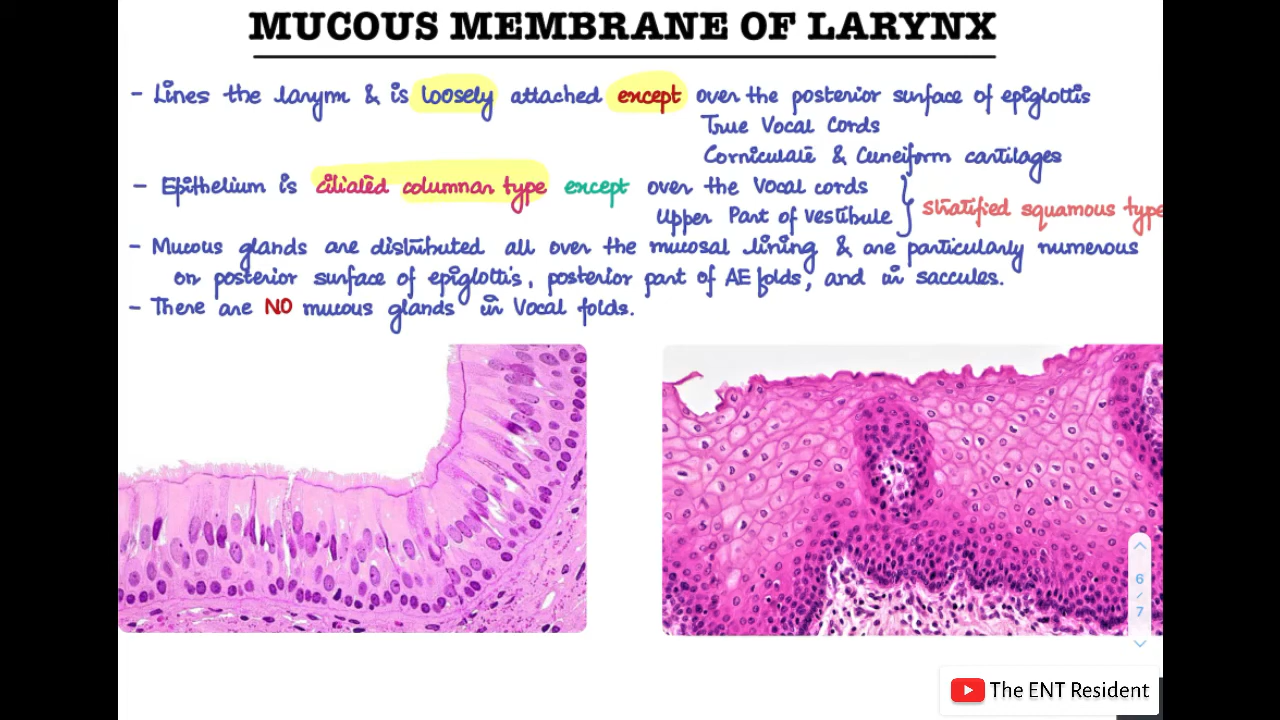 MUCOUS MEMBRANE OF LARYNX
- Lines the larynx & is loosely attached except over the posterior surface of epiglottis
True Vocal Cords
Corniculate & Cuneiform cartilages
- Epithelium is ciliated columnar type except over the Vocal cords
Upper Part of vestibule } stratified squamous type
- Mucous glands are distributed all over the mucosal lining & are particularly numerous
on posterior surface of epiglottis, posterior part of AE folds, and in saccules.
- There are NO mucous glands in Vocal folds.
6
/
7
The ENT Resident